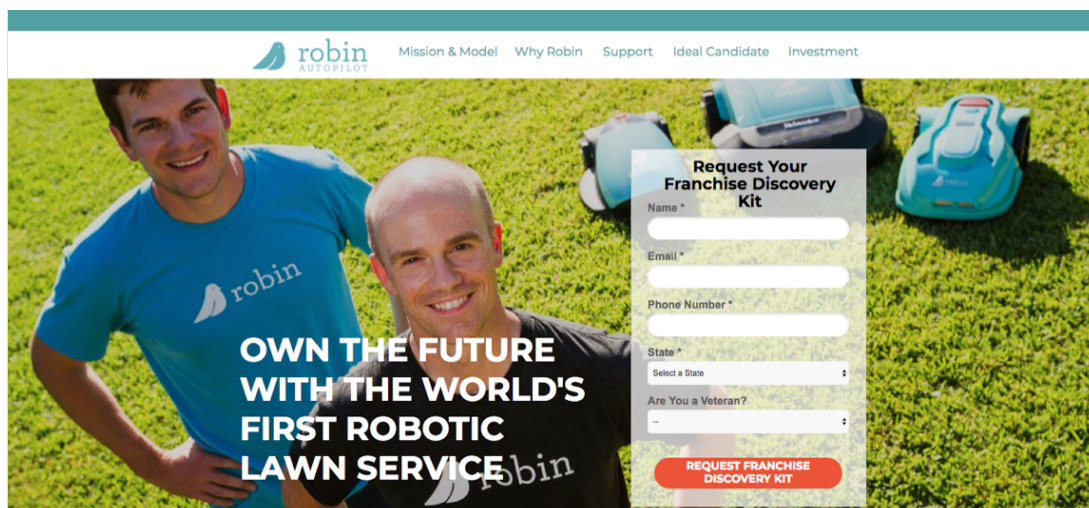 robin
AUTOPILOT
Mission & Model Why Robin Support Ideal Candidate Investment
robin
robin
robin
OWN THE FUTURE
WITH THE WORLD'S
FIRST ROBOTIC
LAWN SERVICE
Request Your
Franchise Discovery
Kit
Name *
Email *
Phone Number *
State *
Select a State
Are You a Veteran?
--
REQUEST FRANCHISE
DISCOVERY KIT